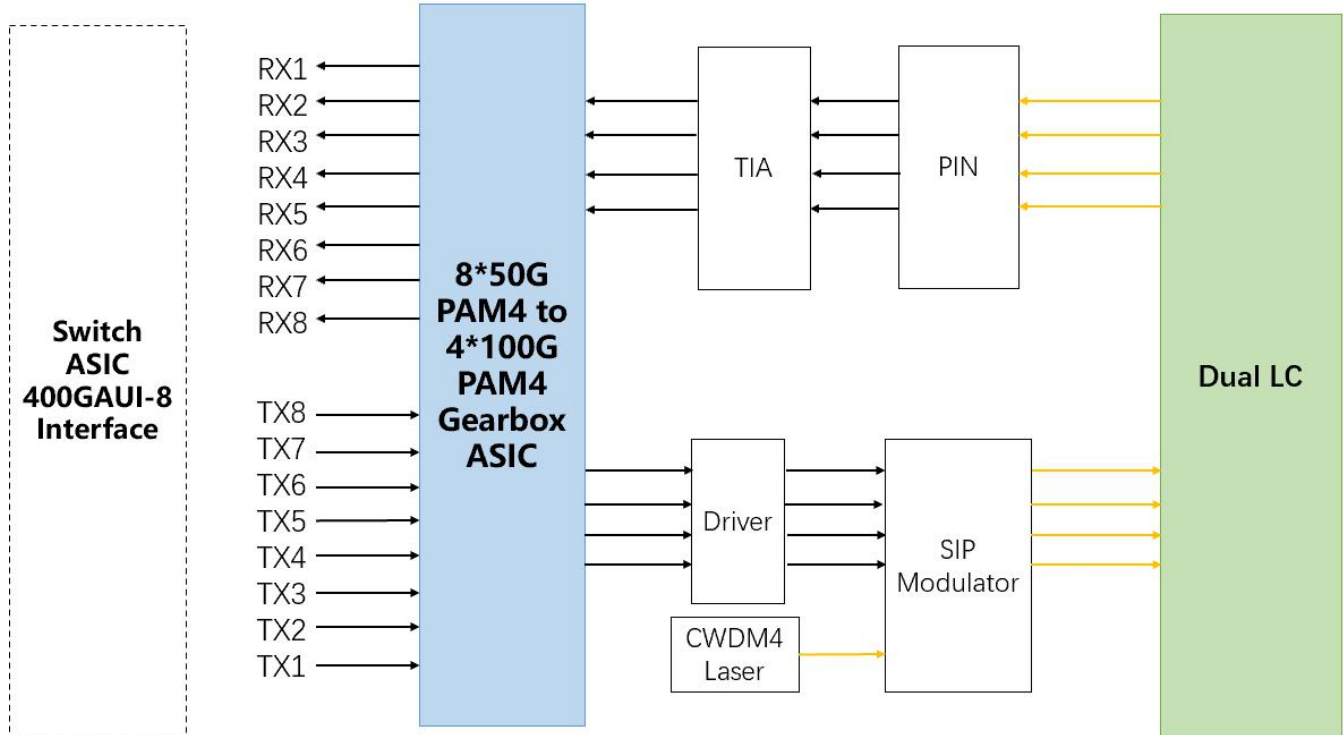 Switch
ASIC
400GAUI-8
Interface
RX1
RX2
RX3
RX4
RX5
RX6
RX7
RX8
TX8
TX7
TX6
TX5
TX4
TX3
TX2
TX1
8*50G
PAM4 to
4*100G
PAM4
Gearbox
ASIC
TIA
PIN
Driver
CWDM4
Laser
SIP
Modulator
Dual LC